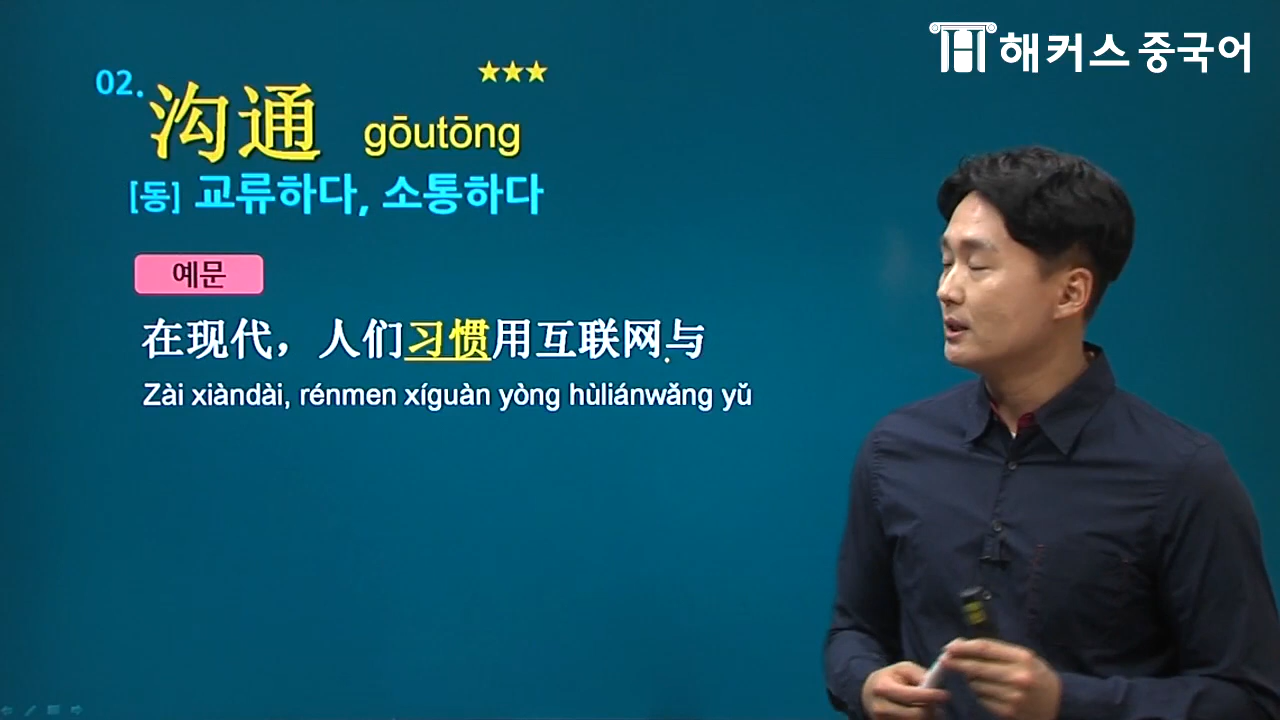 해커스 중국어
02. 沟通 gōutōng ★★★
[동] 교류하다, 소통하다
예문
在现代，人们习惯用互联网与
Zài xiàndài, rénmen xíguàn yòng hùliánwǎng yǔ